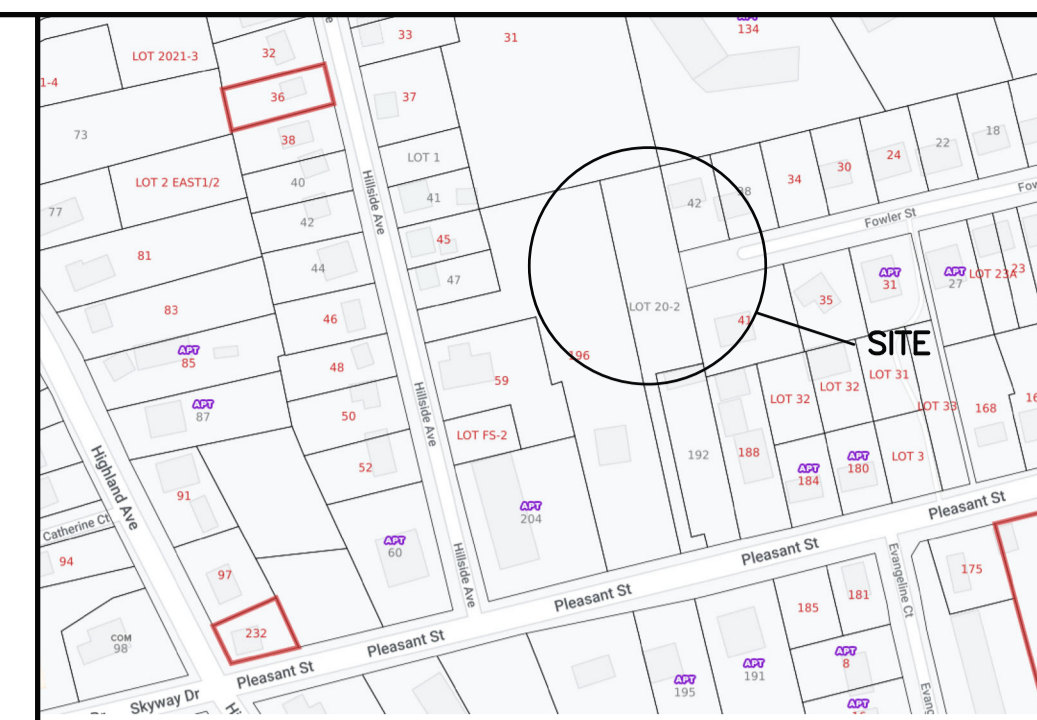 134
LOT 2021-3
32
33
31
1-4
36
37
73
38
LOT 1
22
18
24
30
34
LOT 2 EAST1/2
40
41
42
38
77
42
45
Fowler St
Fow
Hillside Ave
81
44
47
APT
31
APT
27
LOT 23A
23
83
46
LOT 20-2
35
41
SITE
APT
85
48
196
59
LOT 31
LOT 32
LOT 32
APT
87
50
LOT 33
168
16
Hillside Ave
LOT FS-2
52
192
188
LOT 3
APT
184
APT
180
Highland Ave
91
APT
204
Pleasant St
Catherine Ct
94
APT
60
Pleasant St
97
Hillside Ave
Pleasant St
Evangeline Ct
175
185
181
232
COM
98
Pleasant St
APT
8
APT
191
APT
195
Pleasant St
Skyway Dr
Evang
APT